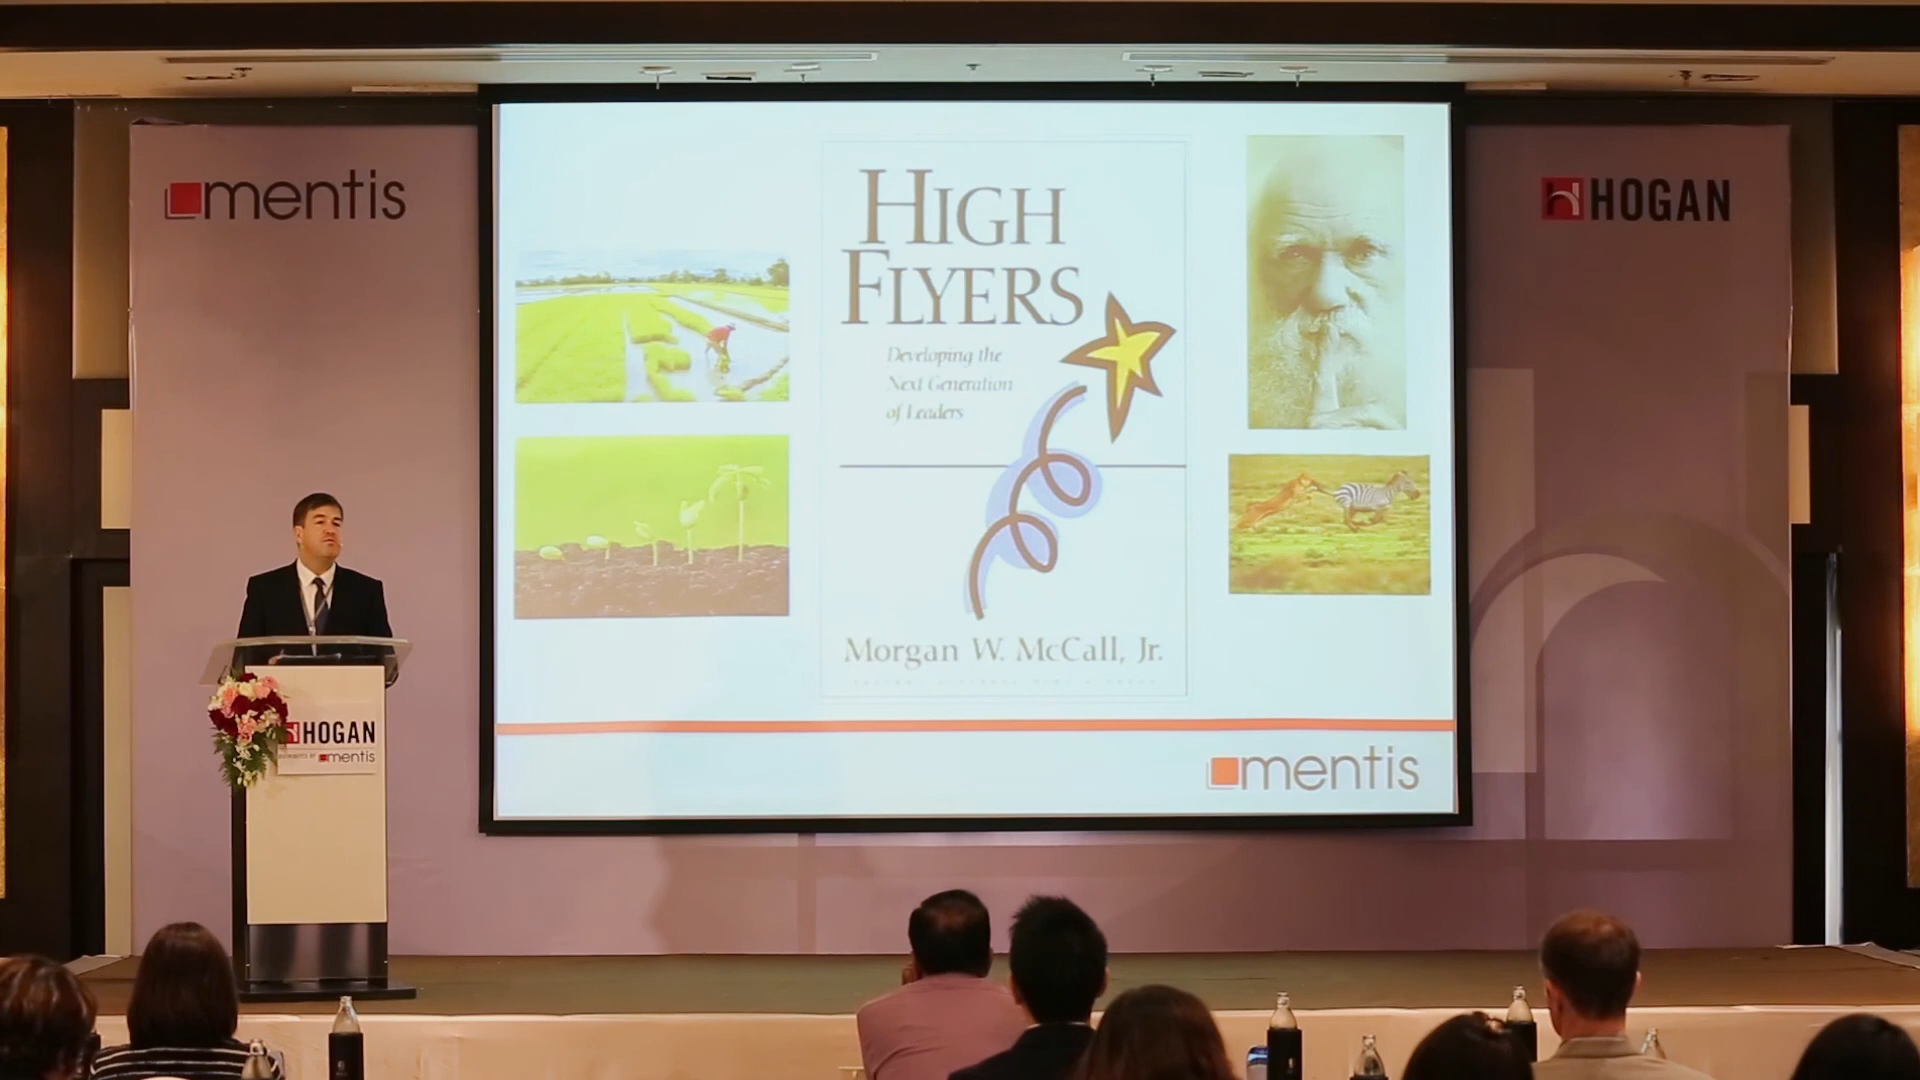 mentis
HIGH
FLYERS
Developing the
Next Generation
of Leaders
Morgan W. McCall, Jr.
mentis
HOGAN
HOGAN
mentis